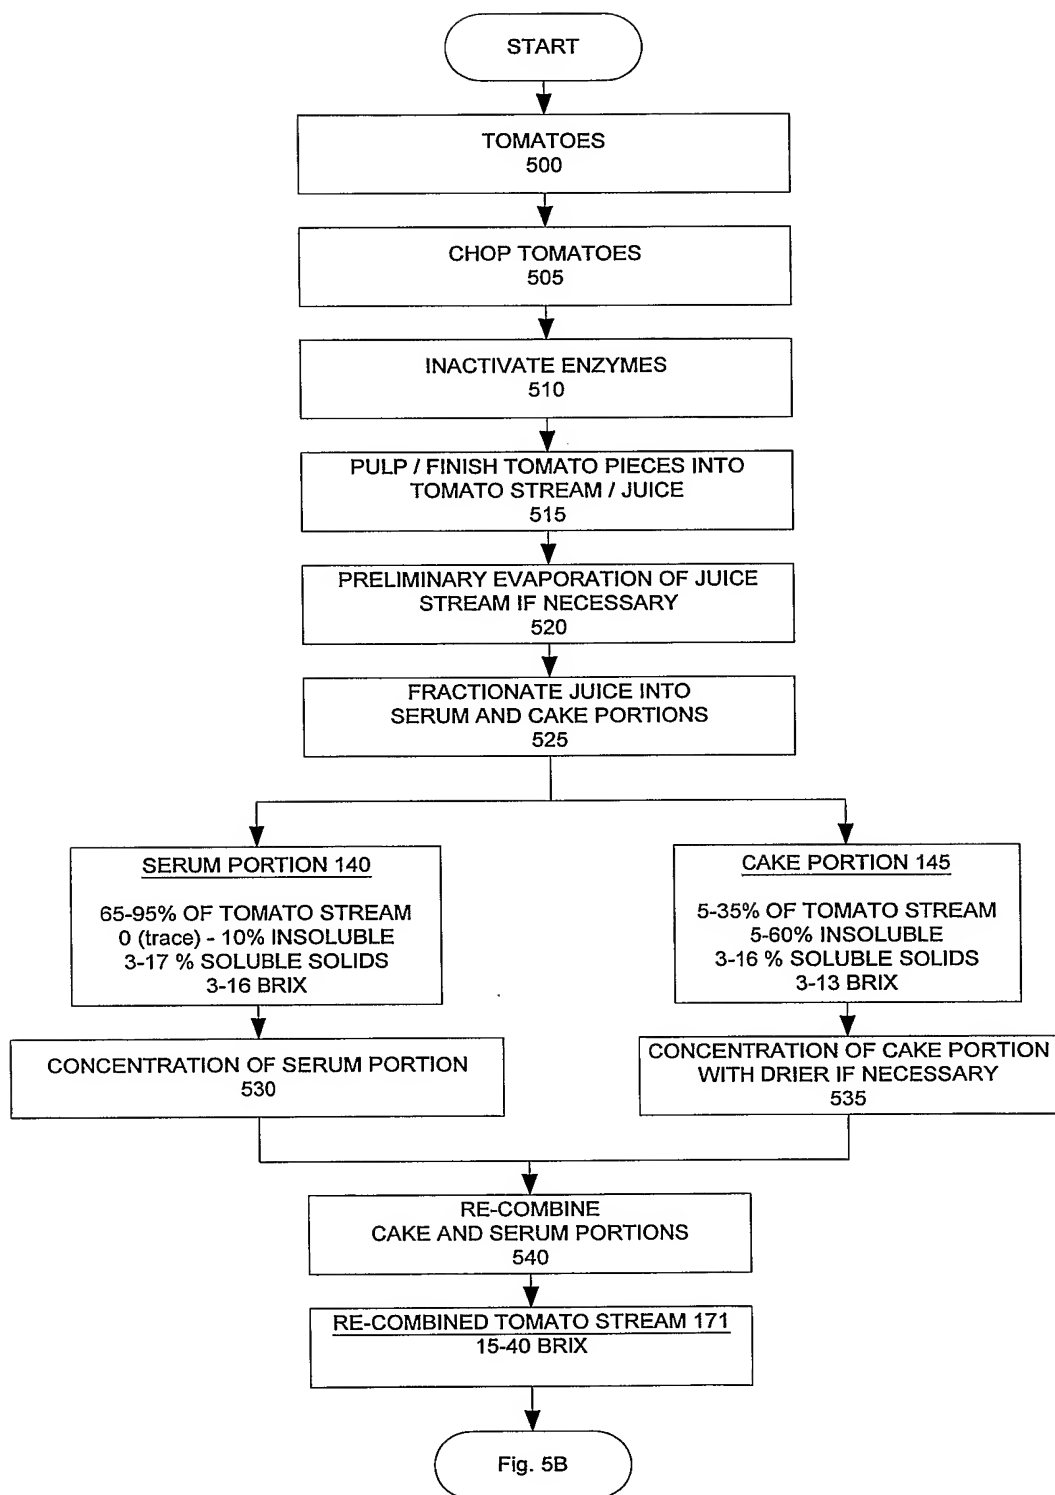 START
TOMATOES
500
CHOP TOMATOES
505
INACTIVATE ENZYMES
510
PULP / FINISH TOMATO PIECES INTO
TOMATO STREAM / JUICE
515
PRELIMINARY EVAPORATION OF JUICE
STREAM IF NECESSARY
520
FRACTIONATE JUICE INTO
SERUM AND CAKE PORTIONS
525
SERUM PORTION 140
65-95% OF TOMATO STREAM
0 (trace) - 10% INSOLUBLE
3-17 % SOLUBLE SOLIDS
3-16 BRIX
CAKE PORTION 145
5-35% OF TOMATO STREAM
5-60% INSOLUBLE
3-16 % SOLUBLE SOLIDS
3-13 BRIX
CONCENTRATION OF SERUM PORTION
530
CONCENTRATION OF CAKE PORTION
WITH DRIER IF NECESSARY
535
RE-COMBINE
CAKE AND SERUM PORTIONS
540
RE-COMBINED TOMATO STREAM 171
15-40 BRIX
Fig. 5B